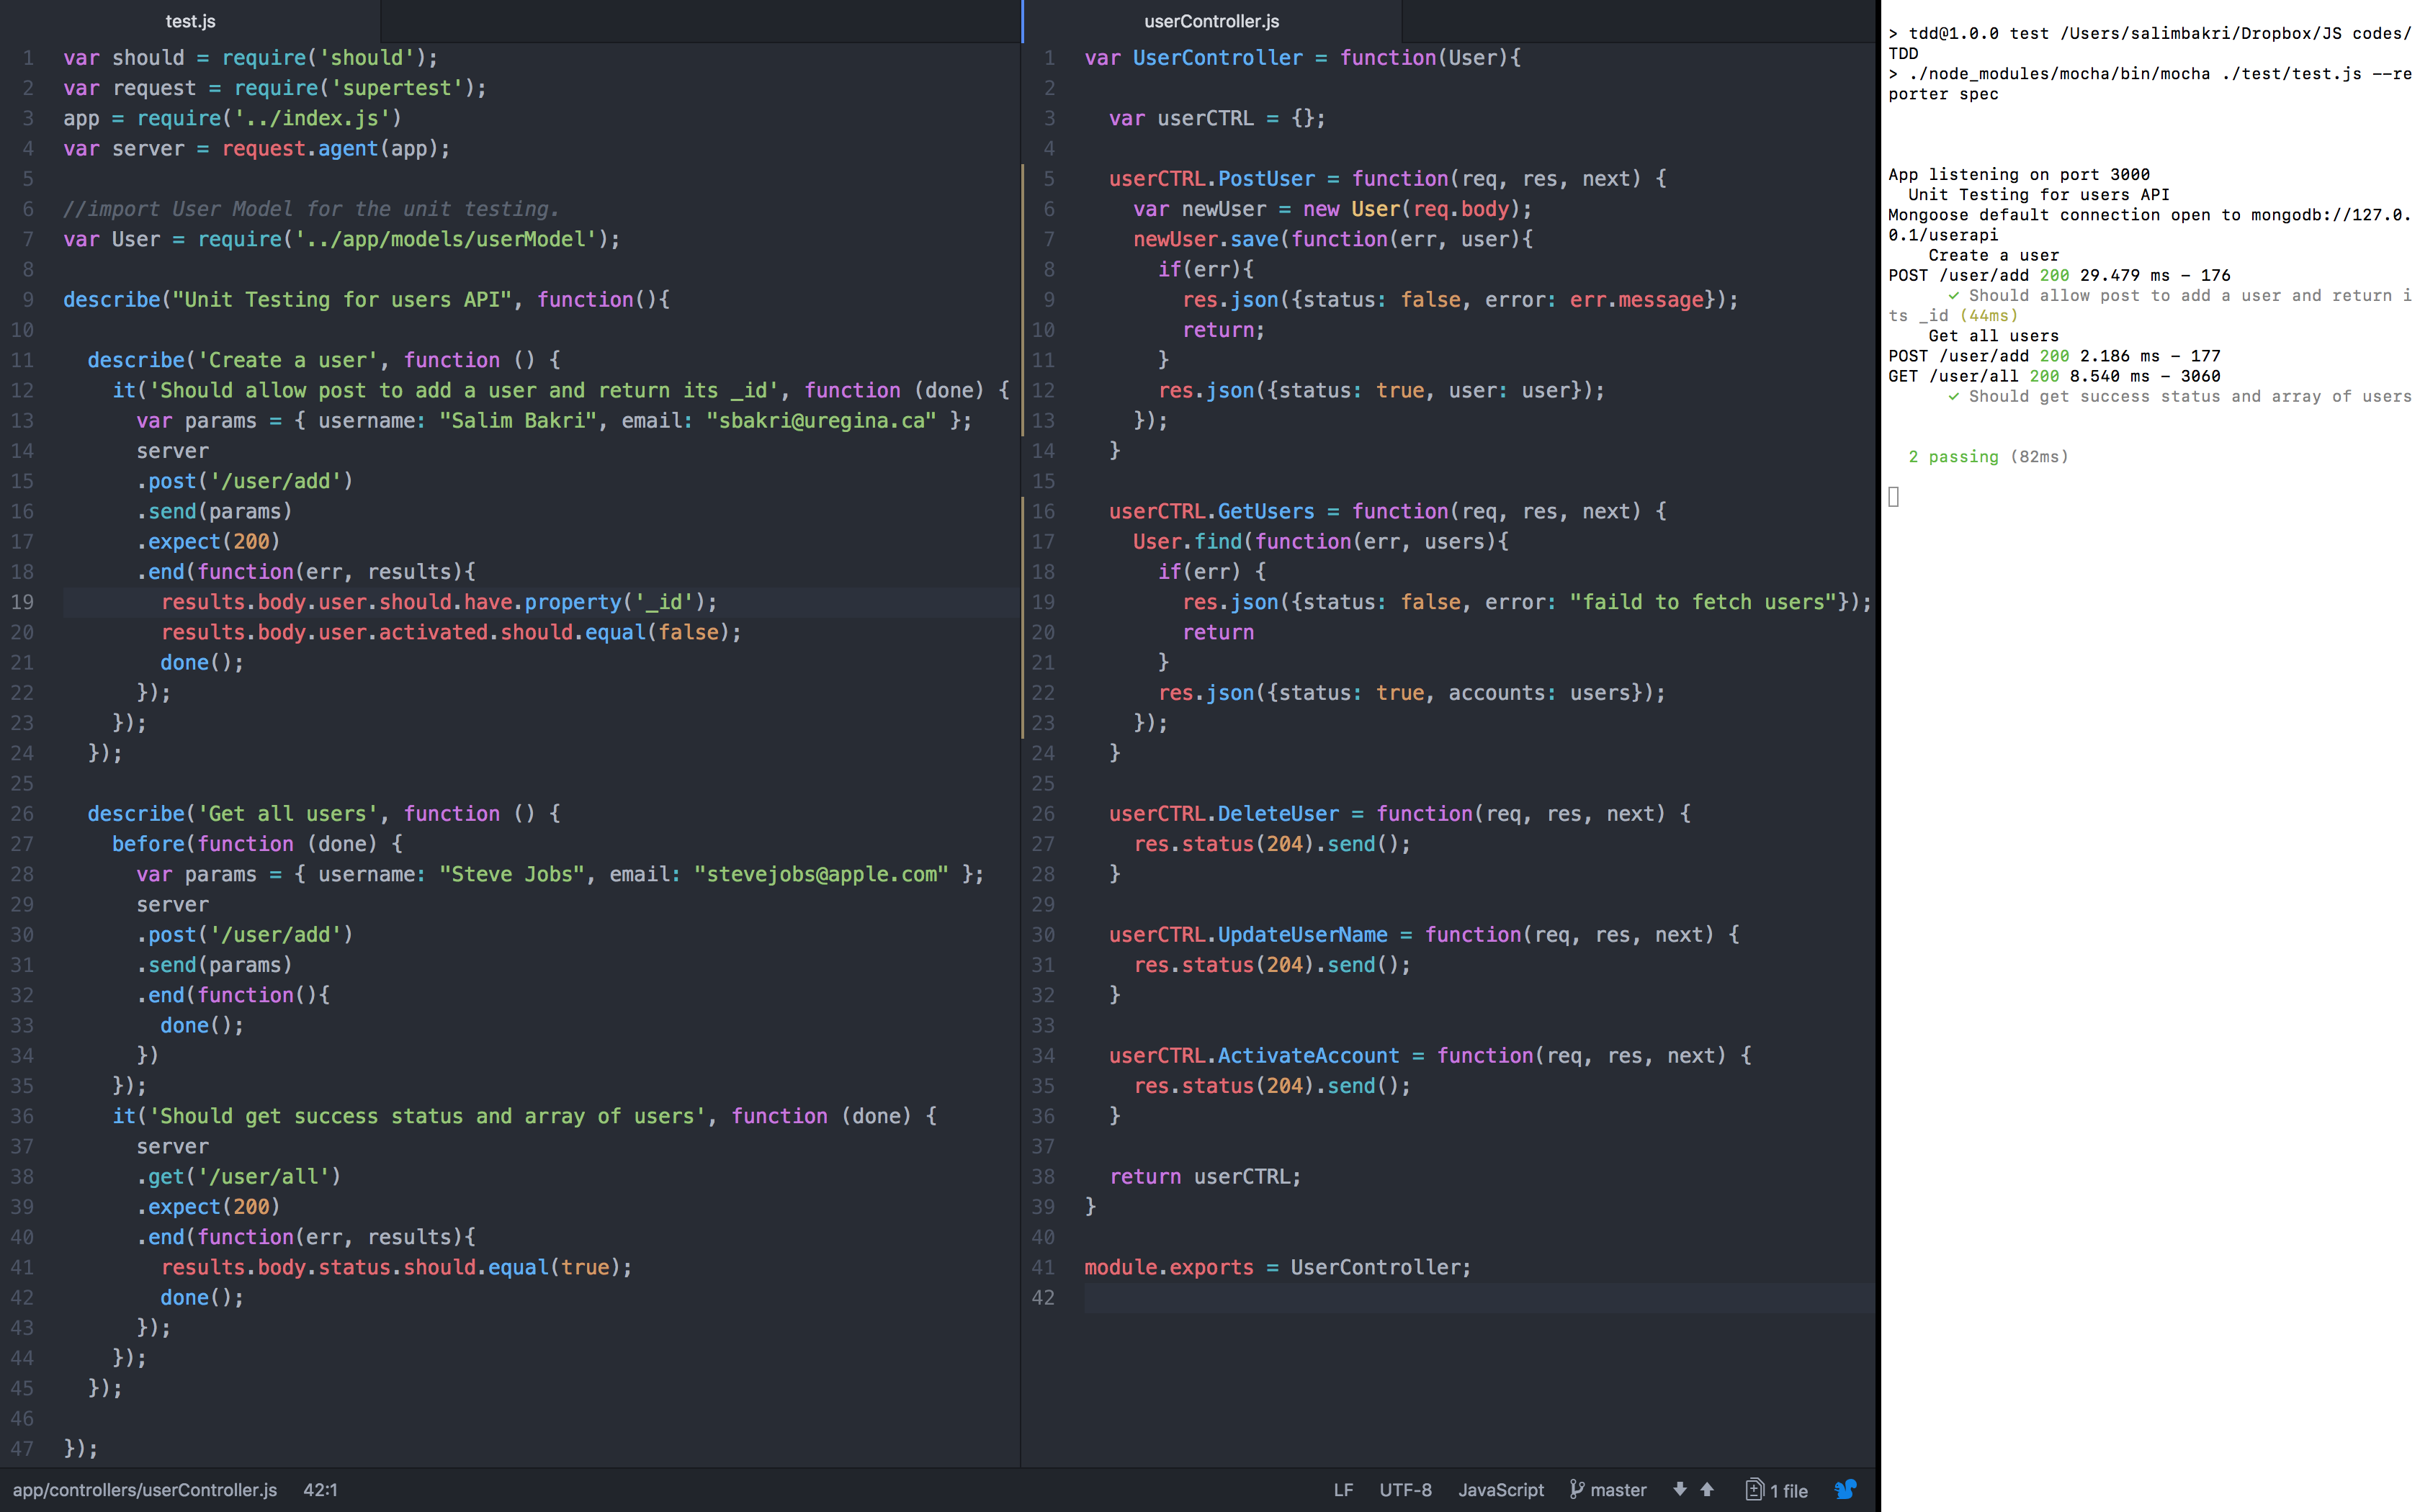 test.js
1 var should = require('should');
2 var request = require('supertest');
3 app = require('../index.js')
4 var server = request.agent(app);
5
6 //import User Model for the unit testing.
7 var User = require('../app/models/userModel');
8
9 describe("Unit Testing for users API", function(){
10
11 describe('Create a user', function () {
12 it('Should allow post to add a user and return its _id', function (done) {
13 var params = { username: "Salim Bakri", email: "sbakri@uregina.ca" };
14 server
15 .post('/user/add')
16 .send(params)
17 .expect(200)
18 .end(function(err, results){
19 results.body.user.should.have.property('_id');
20 results.body.user.activated.should.equal(false);
21 done();
22 });
23 });
24 });
25
26 describe('Get all users', function () {
27 before(function (done) {
28 var params = { username: "Steve Jobs", email: "stevejobs@apple.com" };
29 server
30 .post('/user/add')
31 .send(params)
32 .end(function(){
33 done();
34 })
35 });
36 it('Should get success status and array of users', function (done) {
37 server
38 .get('/user/all')
39 .expect(200)
40 .end(function(err, results){
41 results.body.status.should.equal(true);
42 done();
43 });
44 });
45 });
46
47 });
userController.js
1 var UserController = function(User){
2
3 var userCTRL = {};
4
5 userCTRL.PostUser = function(req, res, next) {
6 var newUser = new User(req.body);
7 newUser.save(function(err, user){
8 if(err){
9 res.json({status: false, error: err.message});
10 return;
11 }
12 res.json({status: true, user: user});
13 });
14 }
15
16 userCTRL.GetUsers = function(req, res, next) {
17 User.find(function(err, users){
18 if(err) {
19 res.json({status: false, error: "faild to fetch users"});
20 return
21 }
22 res.json({status: true, accounts: users});
23 });
24 }
25
26 userCTRL.DeleteUser = function(req, res, next) {
27 res.status(204).send();
28 }
29
30 userCTRL.UpdateUserName = function(req, res, next) {
31 res.status(204).send();
32 }
33
34 userCTRL.ActivateAccount = function(req, res, next) {
35 res.status(204).send();
36 }
37
38 return userCTRL;
39 }
40
41 module.exports = UserController;
42
> tdd@1.0.0 test /Users/salimbakri/Dropbox/JS codes/
TDD
> ./node_modules/mocha/bin/mocha ./test/test.js --re
porter spec
App listening on port 3000
Unit Testing for users API
Mongoose default connection open to mongodb://127.0.
0.1/userapi
Create a user
POST /user/add 200 29.479 ms - 176
✓ Should allow post to add a user and return i
ts _id (44ms)
Get all users
POST /user/add 200 2.186 ms - 177
GET /user/all 200 8.540 ms - 3060
✓ Should get success status and array of users
2 passing (82ms)
app/controllers/userController.js 42:1 LF UTF-8 JavaScript master 1 file